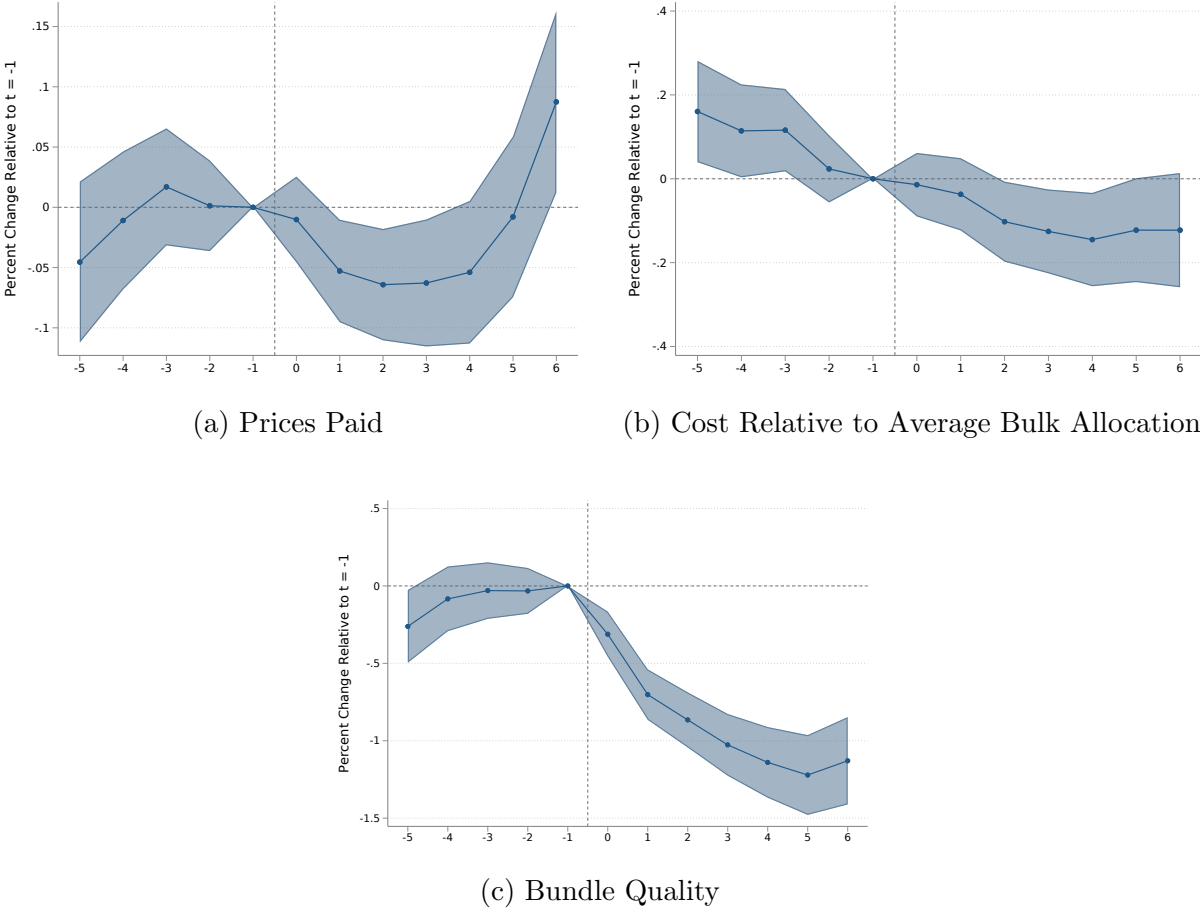 Percent Change Relative to t = -1
.15
.1
.05
0
-.05
-.1
-5 -4 -3 -2 -1 0 1 2 3 4 5 6
(a) Prices Paid
Percent Change Relative to t = -1
.4
.2
0
-.2
-.4
-5 -4 -3 -2 -1 0 1 2 3 4 5 6
(b) Cost Relative to Average Bulk Allocation
Percent Change Relative to t = -1
.5
0
-.5
-1
-1.5
-5 -4 -3 -2 -1 0 1 2 3 4 5 6
(c) Bundle Quality